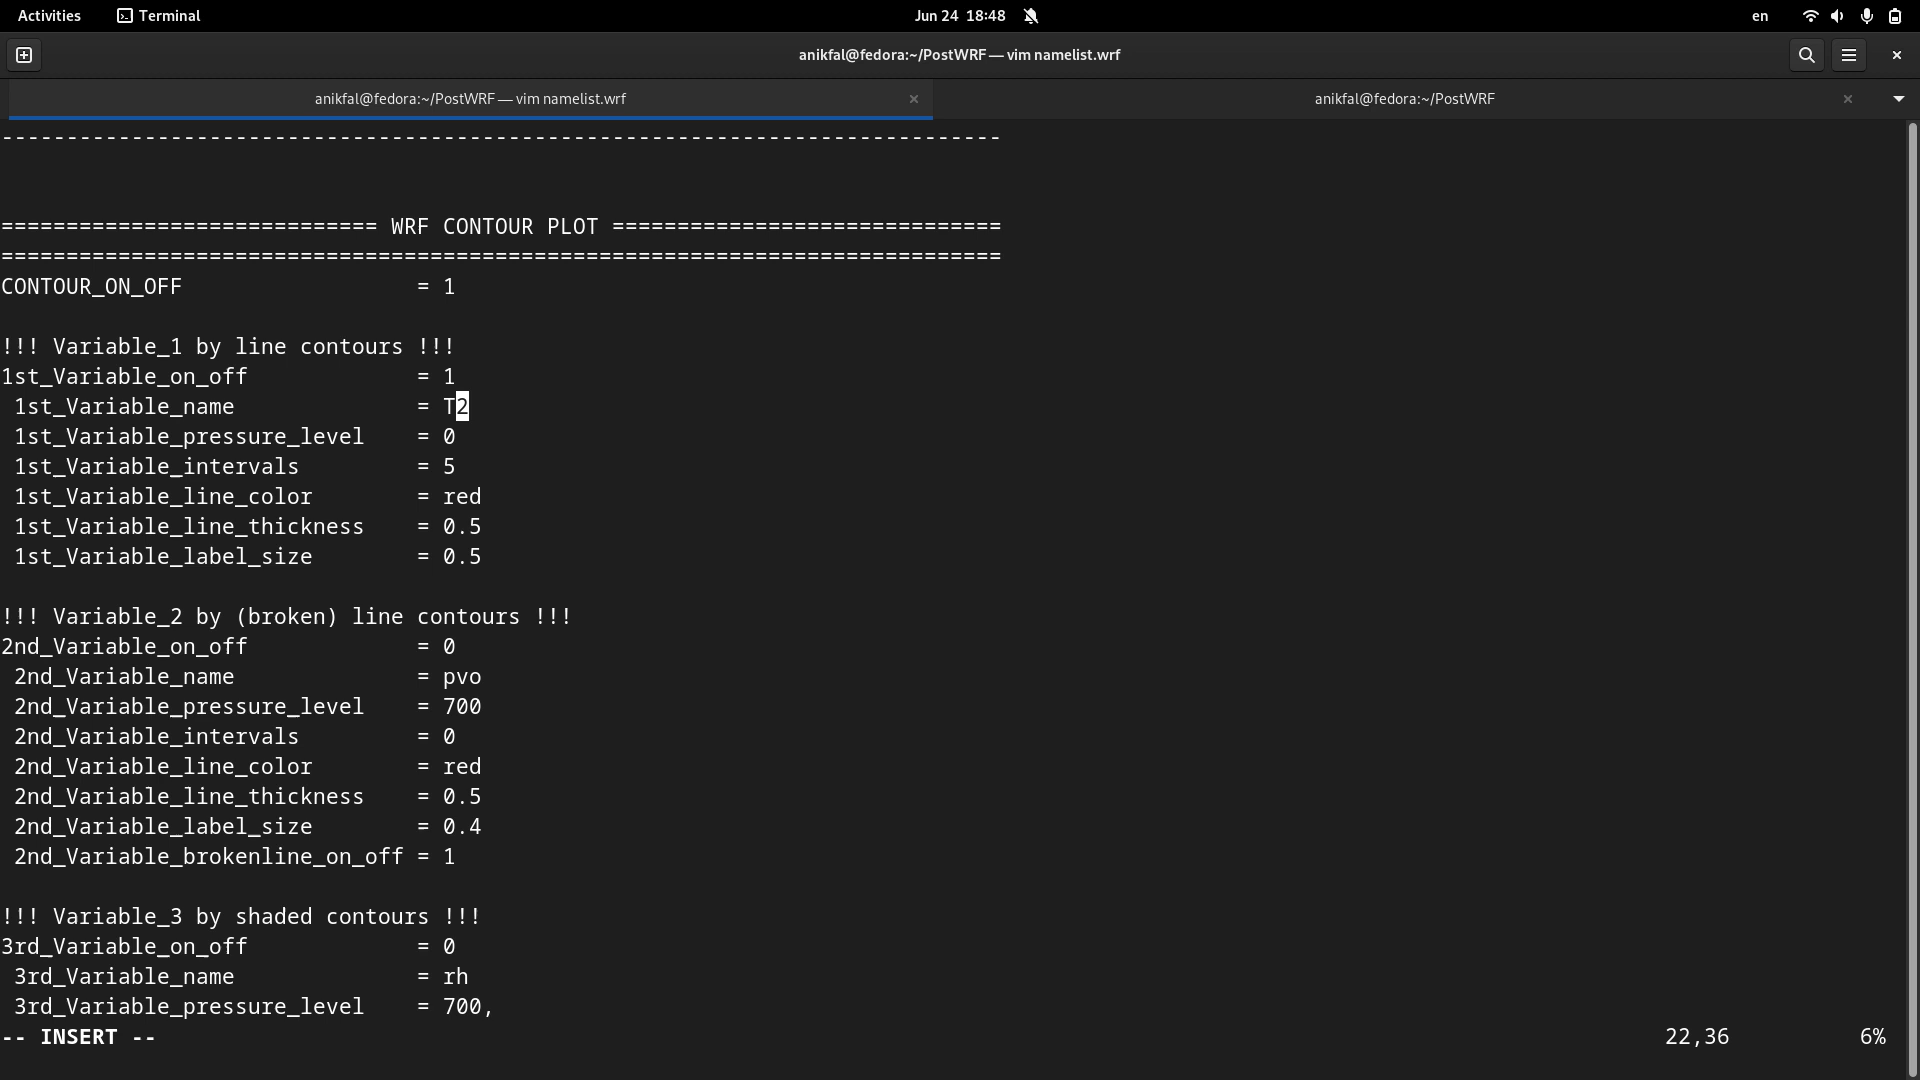 Activities Terminal Jun 24 18:48 en
anikfal@fedora:~/PostWRF — vim namelist.wrf
anikfal@fedora:~/PostWRF — vim namelist.wrf × anikfal@fedora:~/PostWRF ×
-----------------------------------------------------------------------------
============================= WRF CONTOUR PLOT ==============================
=============================================================================
CONTOUR_ON_OFF                  = 1
!!! Variable_1 by line contours !!!
1st_Variable_on_off             = 1
 1st_Variable_name              = T2
 1st_Variable_pressure_level    = 0
 1st_Variable_intervals         = 5
 1st_Variable_line_color        = red
 1st_Variable_line_thickness    = 0.5
 1st_Variable_label_size        = 0.5
!!! Variable_2 by (broken) line contours !!!
2nd_Variable_on_off             = 0
 2nd_Variable_name              = pvo
 2nd_Variable_pressure_level    = 700
 2nd_Variable_intervals         = 0
 2nd_Variable_line_color        = red
 2nd_Variable_line_thickness    = 0.5
 2nd_Variable_label_size        = 0.4
 2nd_Variable_brokenline_on_off = 1
!!! Variable_3 by shaded contours !!!
3rd_Variable_on_off             = 0
 3rd_Variable_name              = rh
 3rd_Variable_pressure_level    = 700,
-- INSERT -- 22,36 6%